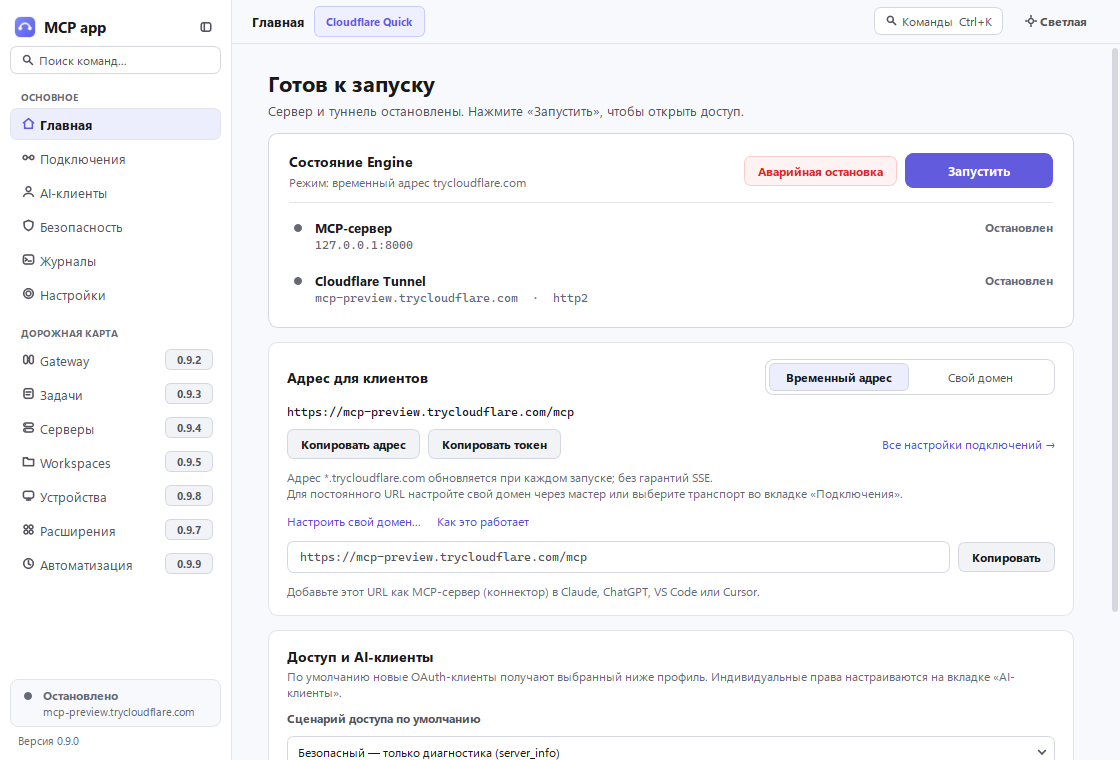 MCP app
Поиск команд...
ОСНОВНОЕ
Главная
Подключения
AI-клиенты
Безопасность
Журналы
Настройки
ДОРОЖНАЯ КАРТА
Gateway 0.9.2
Задачи 0.9.3
Серверы 0.9.4
Workspaces 0.9.5
Устройства 0.9.8
Расширения 0.9.7
Автоматизация 0.9.9
Остановлено
mcp-preview.trycloudflare.com
Версия 0.9.0
Главная Cloudflare Quick Команды Ctrl+K Светлая
Готов к запуску
Сервер и туннель остановлены. Нажмите «Запустить», чтобы открыть доступ.
Состояние Engine
Режим: временный адрес trycloudflare.com
Аварийная остановка Запустить
MCP-сервер Остановлен
127.0.0.1:8000
Cloudflare Tunnel Остановлен
mcp-preview.trycloudflare.com · http2
Адрес для клиентов Временный адрес Свой домен
https://mcp-preview.trycloudflare.com/mcp
Копировать адрес Копировать токен Все настройки подключений →
Адрес *.trycloudflare.com обновляется при каждом запуске; без гарантий SSE.
Для постоянного URL настройте свой домен через мастер или выберите транспорт во вкладке «Подключения».
Настроить свой домен... Как это работает
https://mcp-preview.trycloudflare.com/mcp Копировать
Добавьте этот URL как MCP-сервер (коннектор) в Claude, ChatGPT, VS Code или Cursor.
Доступ и AI-клиенты
По умолчанию новые OAuth-клиенты получают выбранный ниже профиль. Индивидуальные права настраиваются на вкладке «AI-
клиенты».
Сценарий доступа по умолчанию
Безопасный — только диагностика (server_info)